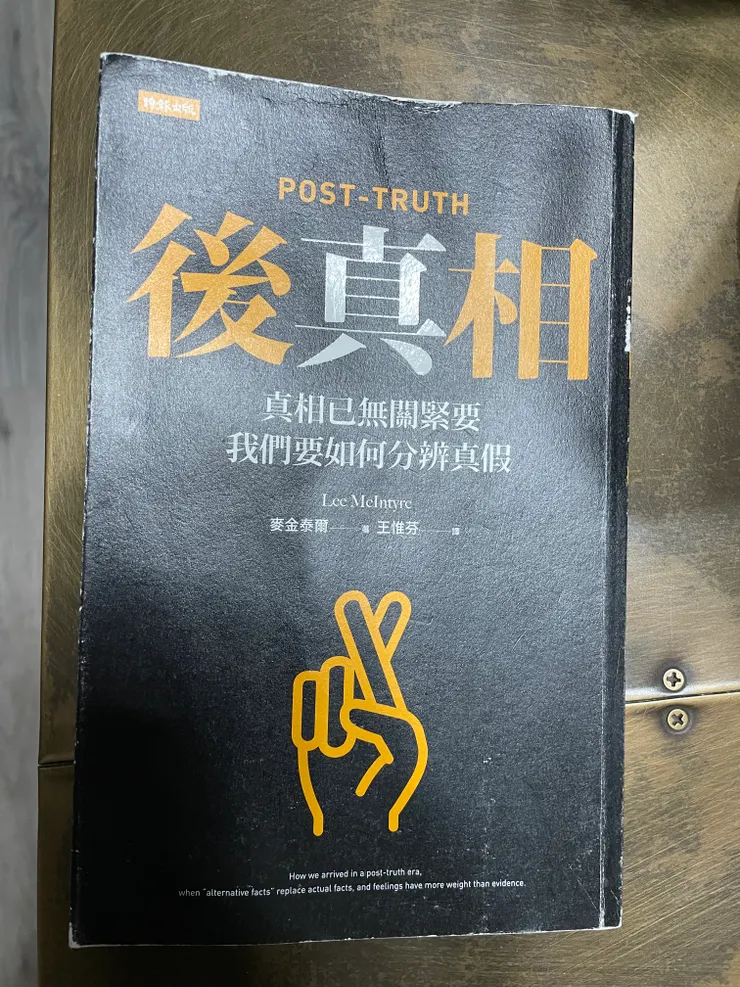 時報出版
POST-TRUTH
後真相
真相已無關緊要
我們要如何分辨真假
Lee McIntyre
麥金泰爾——著 王惟芬——譯
How we arrived in a post-truth era,
when "alternative facts" replace actual facts, and feelings have more weight than evidence.